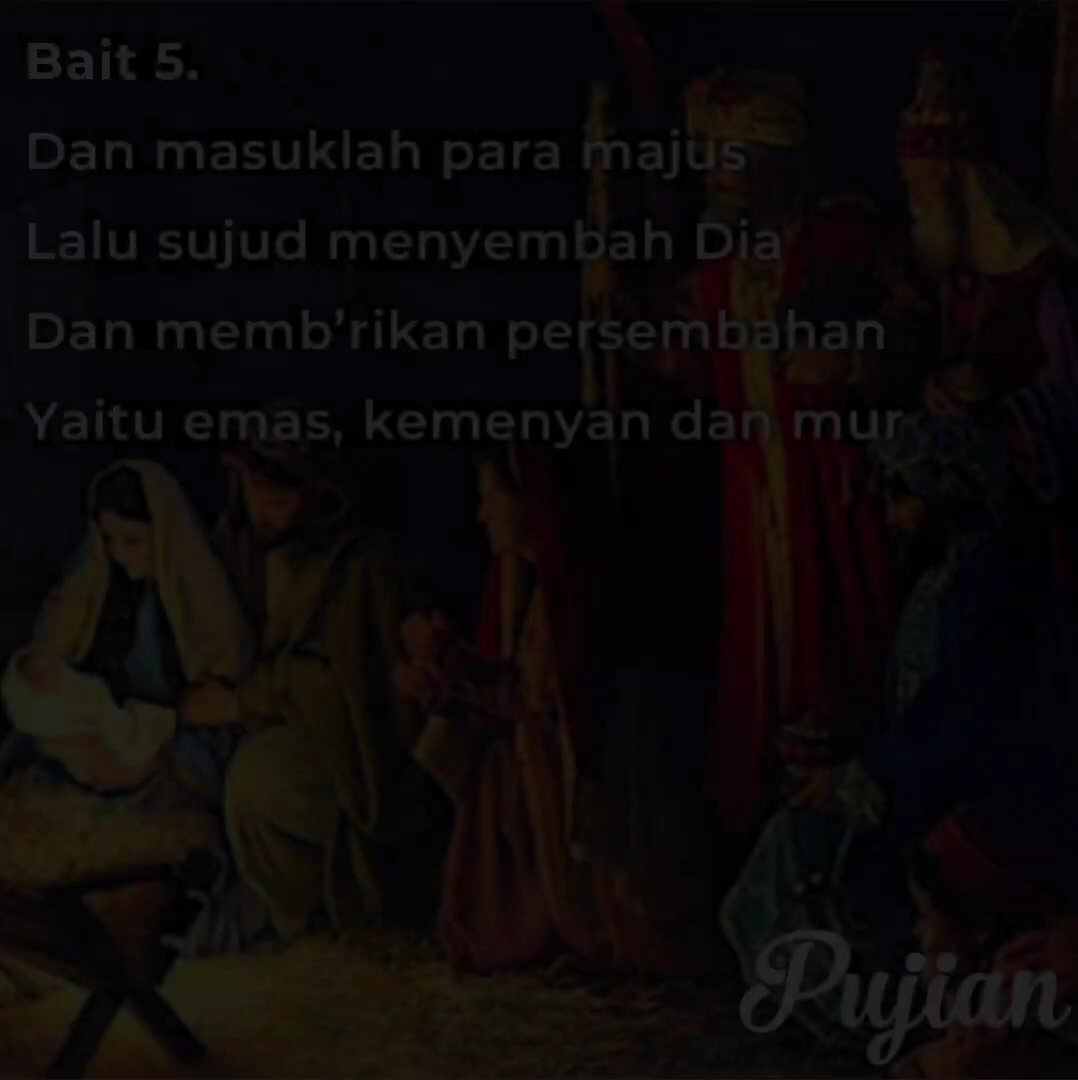 Bait 5.
Dan masuklah para majus
Lalu sujud menyembah Dia
Dan memb’rikan persembahan
Yaitu emas, kemenyan dan mur
Pujian